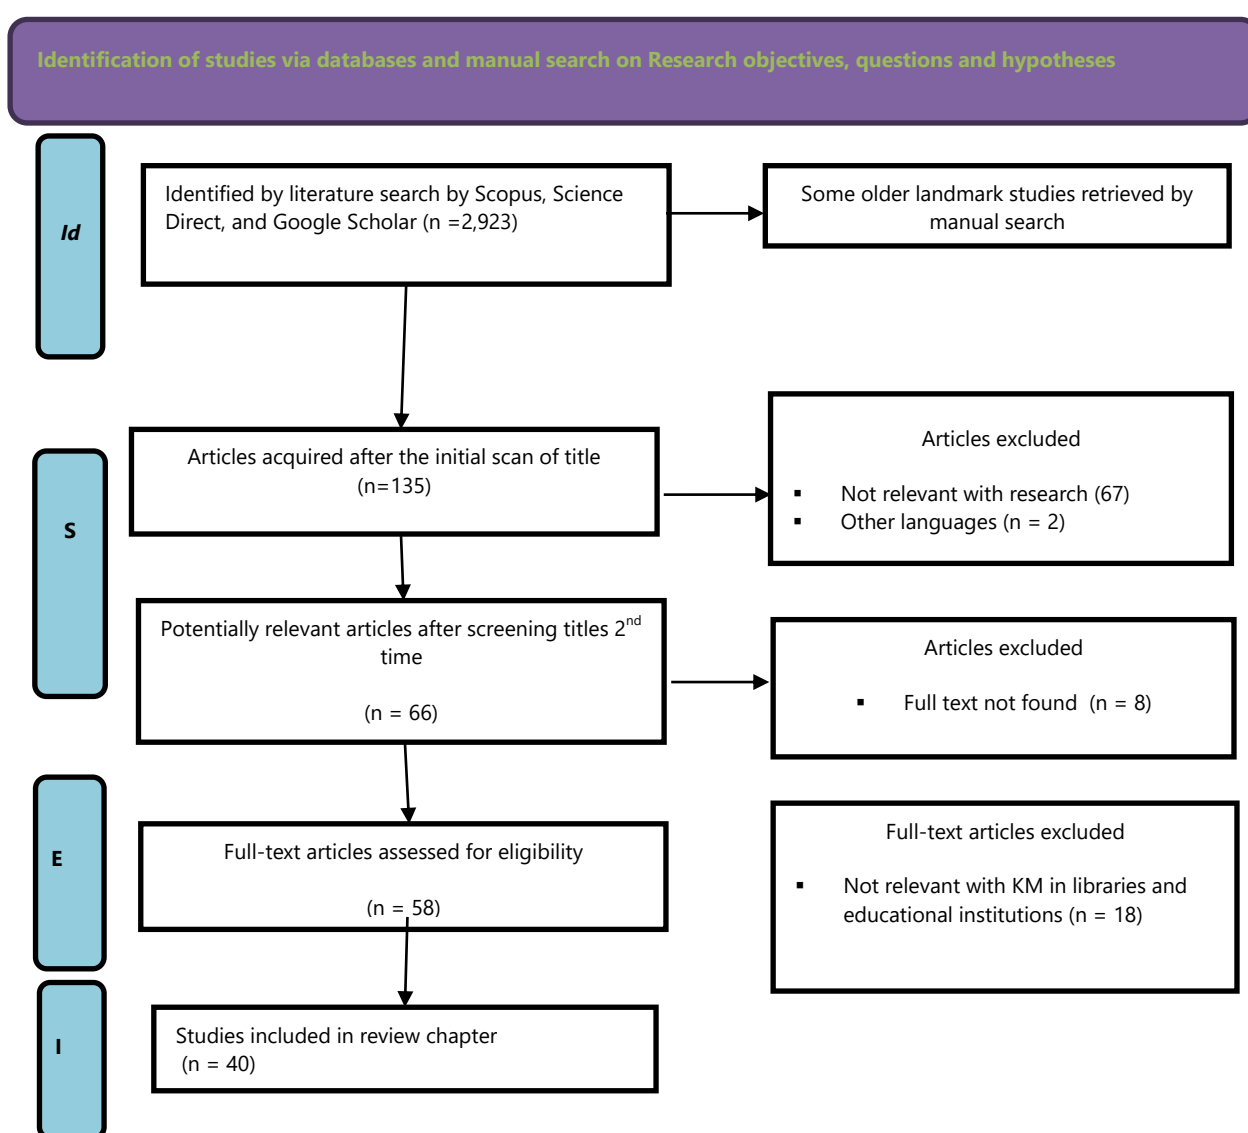 Identification of studies via databases and manual search on Research objectives, questions and hypotheses
Id
Identified by literature search by Scopus, Science
Direct, and Google Scholar (n =2,923)
Some older landmark studies retrieved by
manual search
S
Articles acquired after the initial scan of title
(n=135)
Articles excluded
▪ Not relevant with research (67)
▪ Other languages (n = 2)
Potentially relevant articles after screening titles 2nd
time
(n = 66)
Articles excluded
▪ Full text not found (n = 8)
E
Full-text articles assessed for eligibility
(n = 58)
Full-text articles excluded
▪ Not relevant with KM in libraries and
educational institutions (n = 18)
I
Studies included in review chapter
(n = 40)